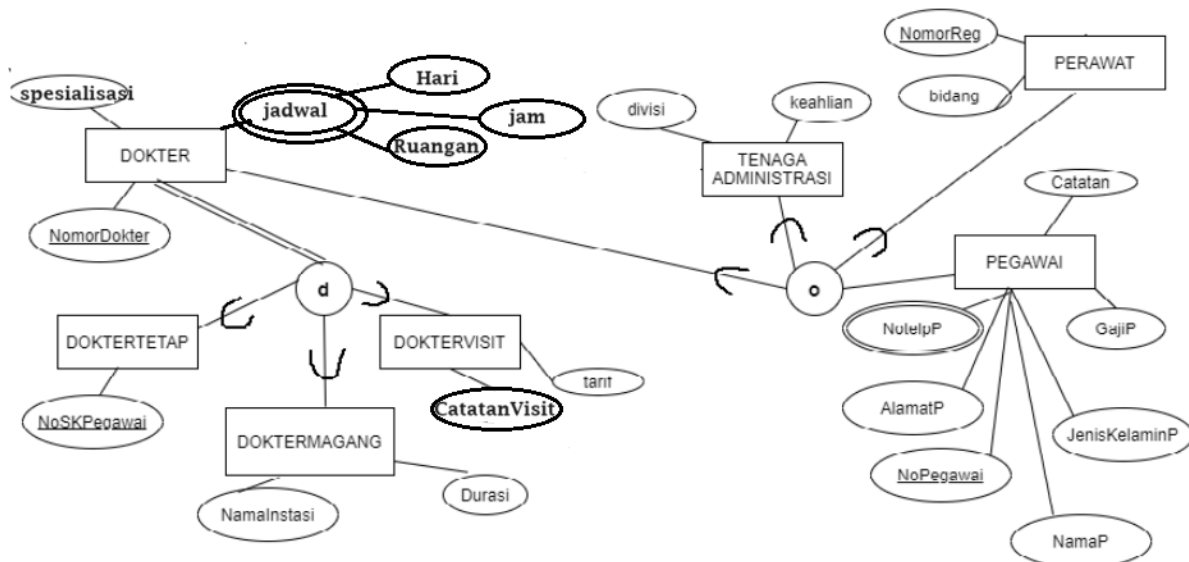 NomorReg
PERAWAT
bidang
spesialisasi
Hari
jadwal
jam
Ruangan
divisi
keahlian
DOKTER
TENAGA
ADMINISTRASI
Catatan
NomorDokter
PEGAWAI
d
o
DOKTERTETAP
DOKTERVISIT
NotelpP
GajiP
tarif
NoSKPegawai
CatatanVisit
AlamatP
JenisKelaminP
DOKTERMAGANG
NoPegawai
NamaInstasi
Durasi
NamaP